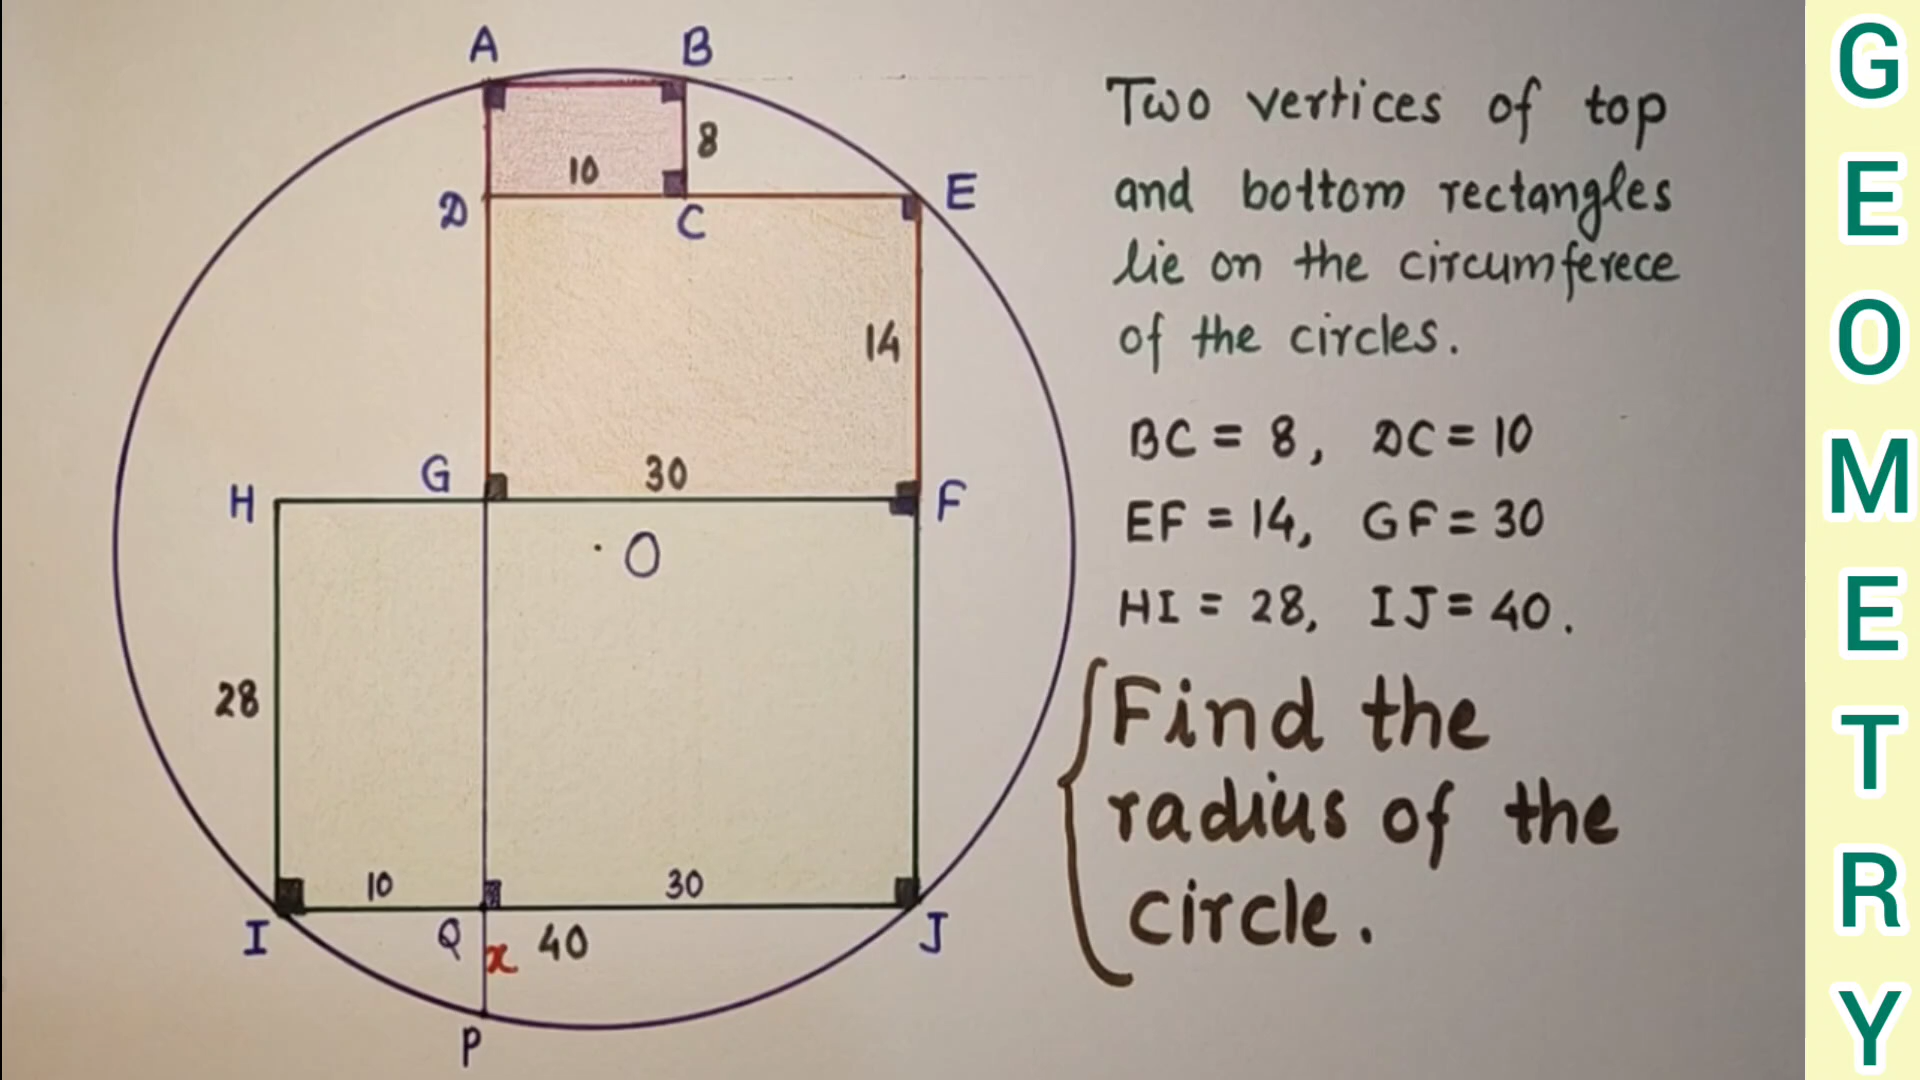 A B
10
8
D C E
14
G 30
H F
O
28
10 30
I Q x 40 J
P
Two vertices of top
and bottom rectangles
lie on the circumferece
of the circles.
BC = 8, DC = 10
EF = 14, GF = 30
HI = 28, IJ = 40.
Find the
radius of the
circle.
GEOMETRY